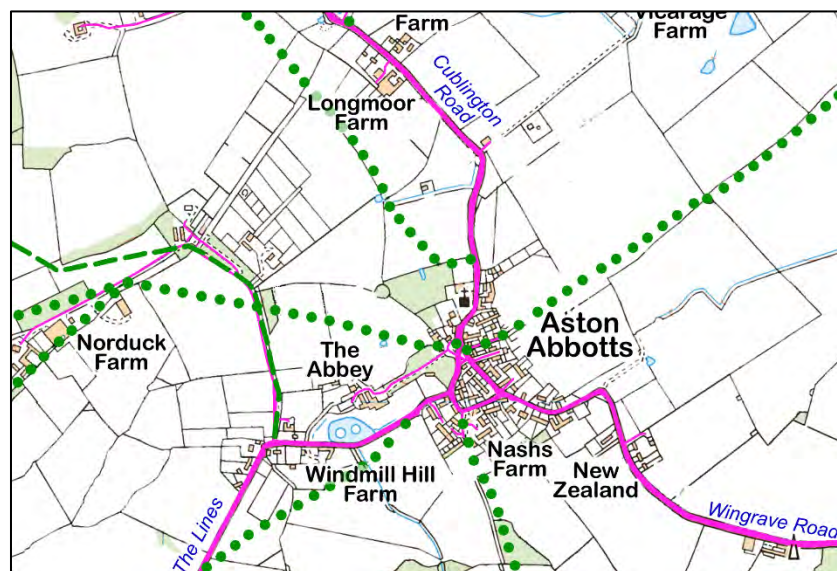 Farm
Vicarage
Farm
Cublington
Road
Longmoor
Farm
Aston
Abbotts
Norduck
Farm
The
Abbey
Windmill Hill
Farm
Nashs
Farm
New
Zealand
The Lines
Wingrave Road